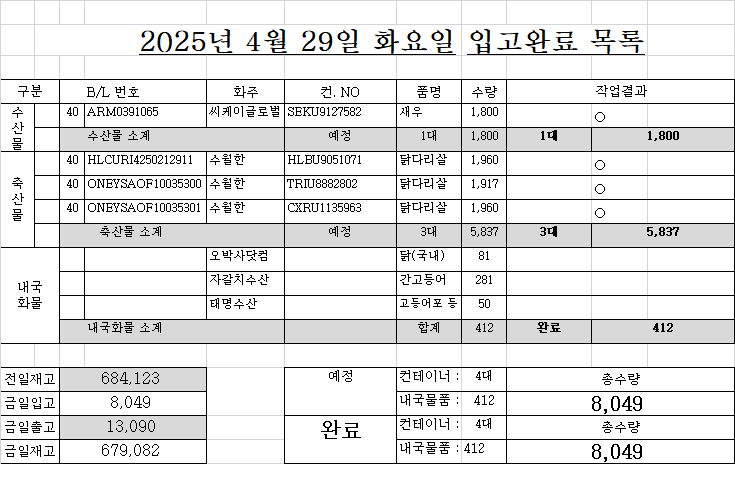 2025년 4월 29일 화요일 입고완료 목록
구분 B/L 번호 화주 컨. NO 품명 수량 작업결과
수산물 40 ARM0391065 씨케이글로벌 SEKU9127582 새우 1,800 ○
수산물 소계 예정 1대 1,800 1대 1,800
축산물 40 HLCURI4250212911 수월한 HLBU9051071 닭다리살 1,960 ○
40 ONEYSAOF10035300 수월한 TRIU8882802 닭다리살 1,917 ○
40 ONEYSAOF10035301 수월한 CXRU1135963 닭다리살 1,960 ○
축산물 소계 예정 3대 5,837 3대 5,837
내국화물 오박사닷컴 닭(국내) 81
자갈치수산 간고등어 281
태명수산 고등어포 등 50
내국화물 소계 합계 412 완료 412
전일재고 684,123 예정 컨테이너 : 4대 총수량
금일입고 8,049 내국물품 : 412 8,049
금일출고 13,090 완료 컨테이너 : 4대 총수량
금일재고 679,082 내국물품 : 412 8,049